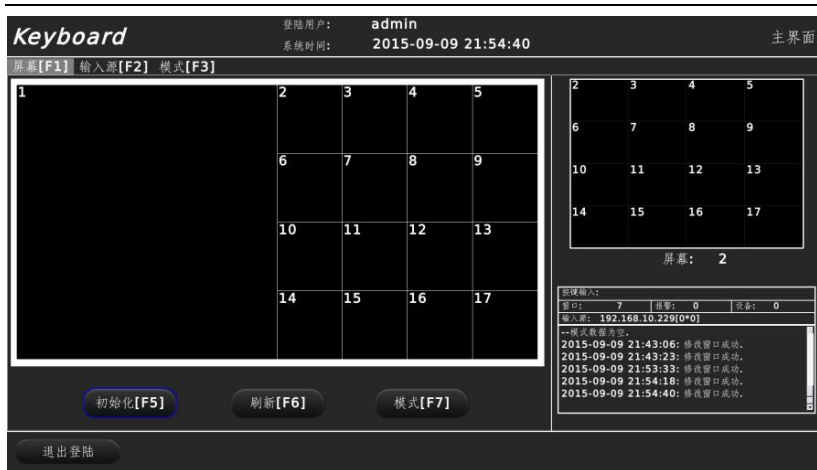 Keyboard
登陆用户: admin
系统时间: 2015-09-09 21:54:40
主界面
屏幕[F1] 输入源[F2] 模式[F3]
1 2 3 4 5
6 7 8 9
10 11 12 13
14 15 16 17
初始化[F5] 刷新[F6] 模式[F7]
2 3 4 5
6 7 8 9
10 11 12 13
14 15 16 17
屏幕: 2
按键输入:
窗口: 7 报警: 0 设备: 0
输入源: 192.168.10.229[0*0]
--模式数据为空.
2015-09-09 21:43:06: 修改窗口成功.
2015-09-09 21:43:23: 修改窗口成功.
2015-09-09 21:53:33: 修改窗口成功.
2015-09-09 21:54:18: 修改窗口成功.
2015-09-09 21:54:40: 修改窗口成功.
退出登陆